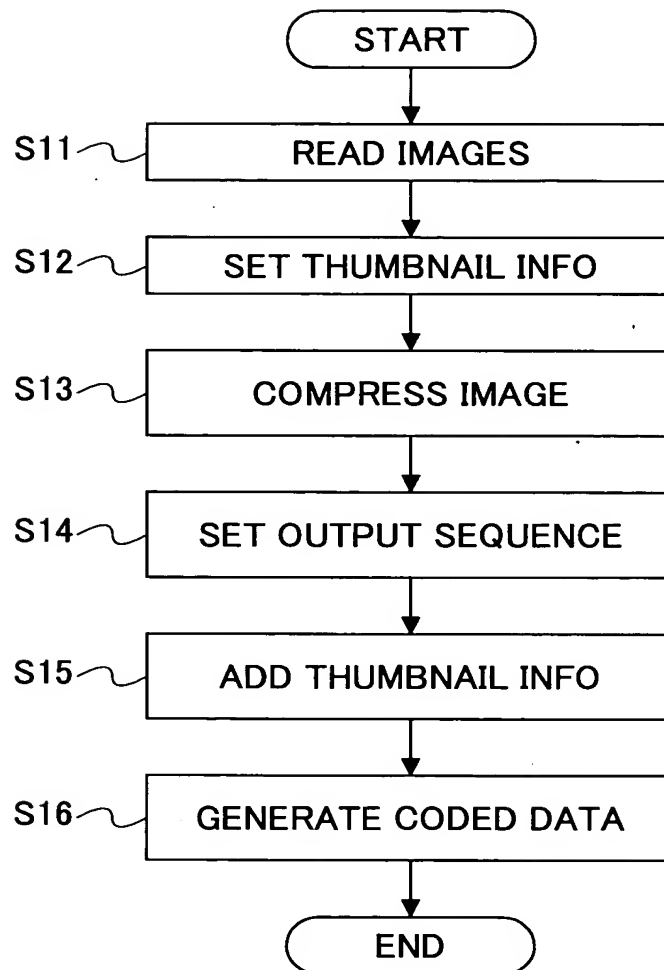 START
S11 READ IMAGES
S12 SET THUMBNAIL INFO
S13 COMPRESS IMAGE
S14 SET OUTPUT SEQUENCE
S15 ADD THUMBNAIL INFO
S16 GENERATE CODED DATA
END